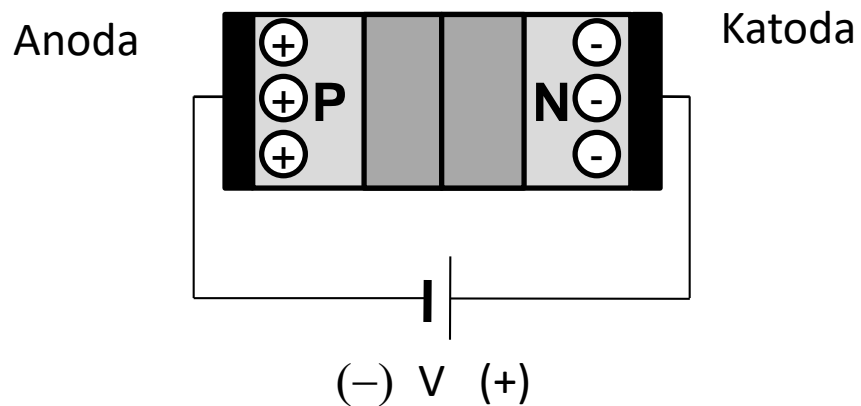 Anoda
Katoda
+ -
+ P N -
+ -
(−) V (+)